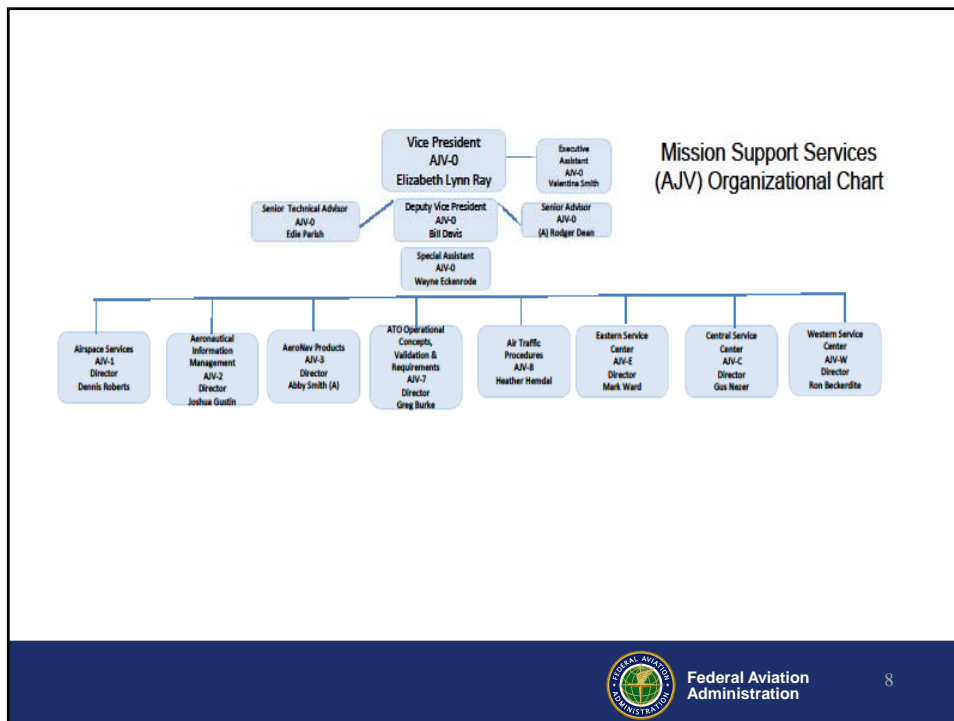 Mission Support Services
(AJV) Organizational Chart
Vice President
AJV-0
Elizabeth Lynn Ray
Executive
Assistant
AJV-0
Valentina Smith
Senior Technical Advisor
AJV-0
Edie Parish
Deputy Vice President
AJV-0
Bill Davis
Senior Advisor
AJV-0
(A) Rodger Dean
Special Assistant
AJV-0
Wayne Eckenrode
Airspace Services
AJV-1
Director
Dennis Roberts
Aeronautical
Information
Management
AJV-2
Director
Joshua Gustin
AeroNav Products
AJV-3
Director
Abby Smith (A)
ATO Operational
Concepts,
Validation &
Requirements
AJV-7
Director
Greg Burke
Air Traffic
Procedures
AJV-8
Heather Hemdal
Eastern Service
Center
AJV-E
Director
Mark Ward
Central Service
Center
AJV-C
Director
Gus Nezer
Western Service
Center
AJV-W
Director
Ron Beckerdite
FEDERAL AVIATION
ADMINISTRATION
Federal Aviation
Administration
8